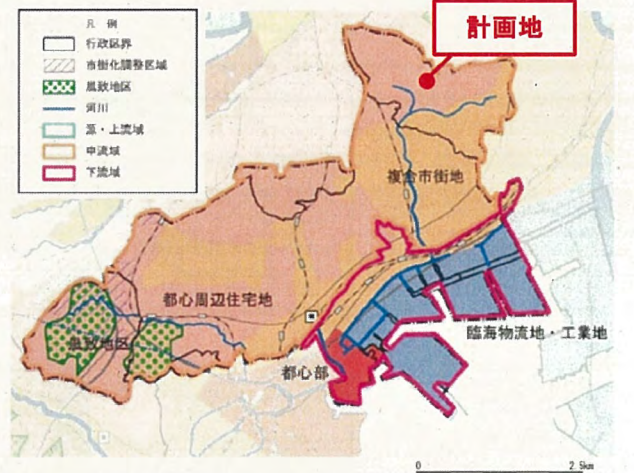 計画地
凡例
行政区界
市街化調整区域
風致地区
河川
源・上流域
中流域
下流域
複合市街地
都心周辺住宅地
風致地区
臨海物流地・工業地
都心部
0 2.5km